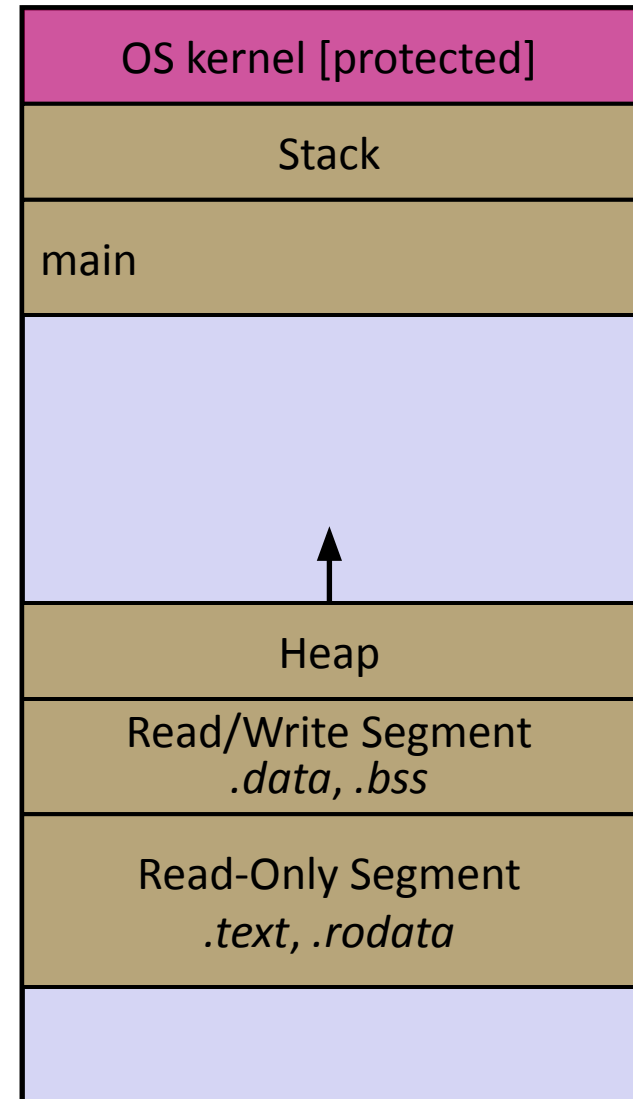 OS kernel [protected]
Stack
main
Heap
Read/Write Segment
.data, .bss
Read-Only Segment
.text, .rodata